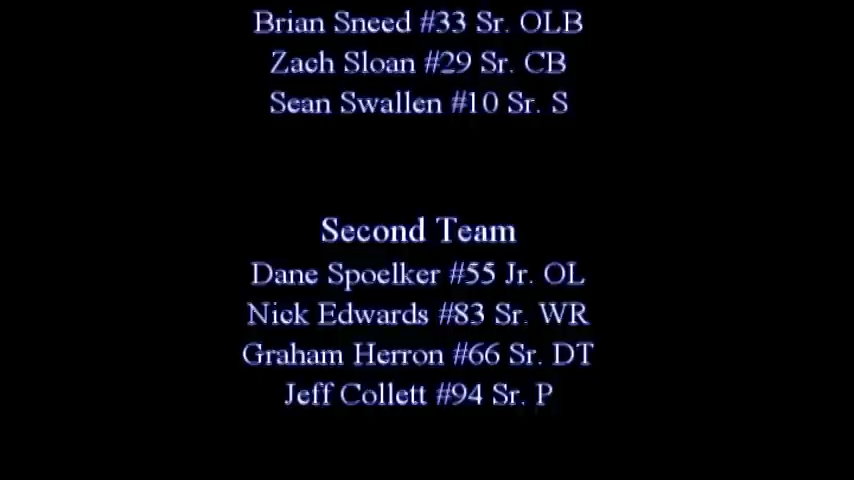 Brian Sneed #33 Sr. OLB
Zach Sloan #29 Sr. CB
Sean Swallen #10 Sr. S
Second Team
Dane Spoelker #55 Jr. OL
Nick Edwards #83 Sr. WR
Graham Herron #66 Sr. DT
Jeff Collett #94 Sr. P